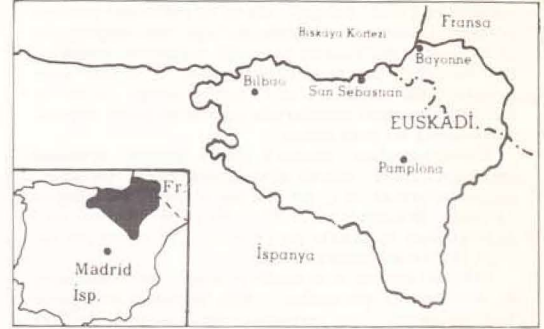 Fransa
Biskaya Körfezi
Bayonne
Bilbao
San Sebastian
EUSKADİ
Pamplona
Fr.
İspanya
Madrid
İsp.